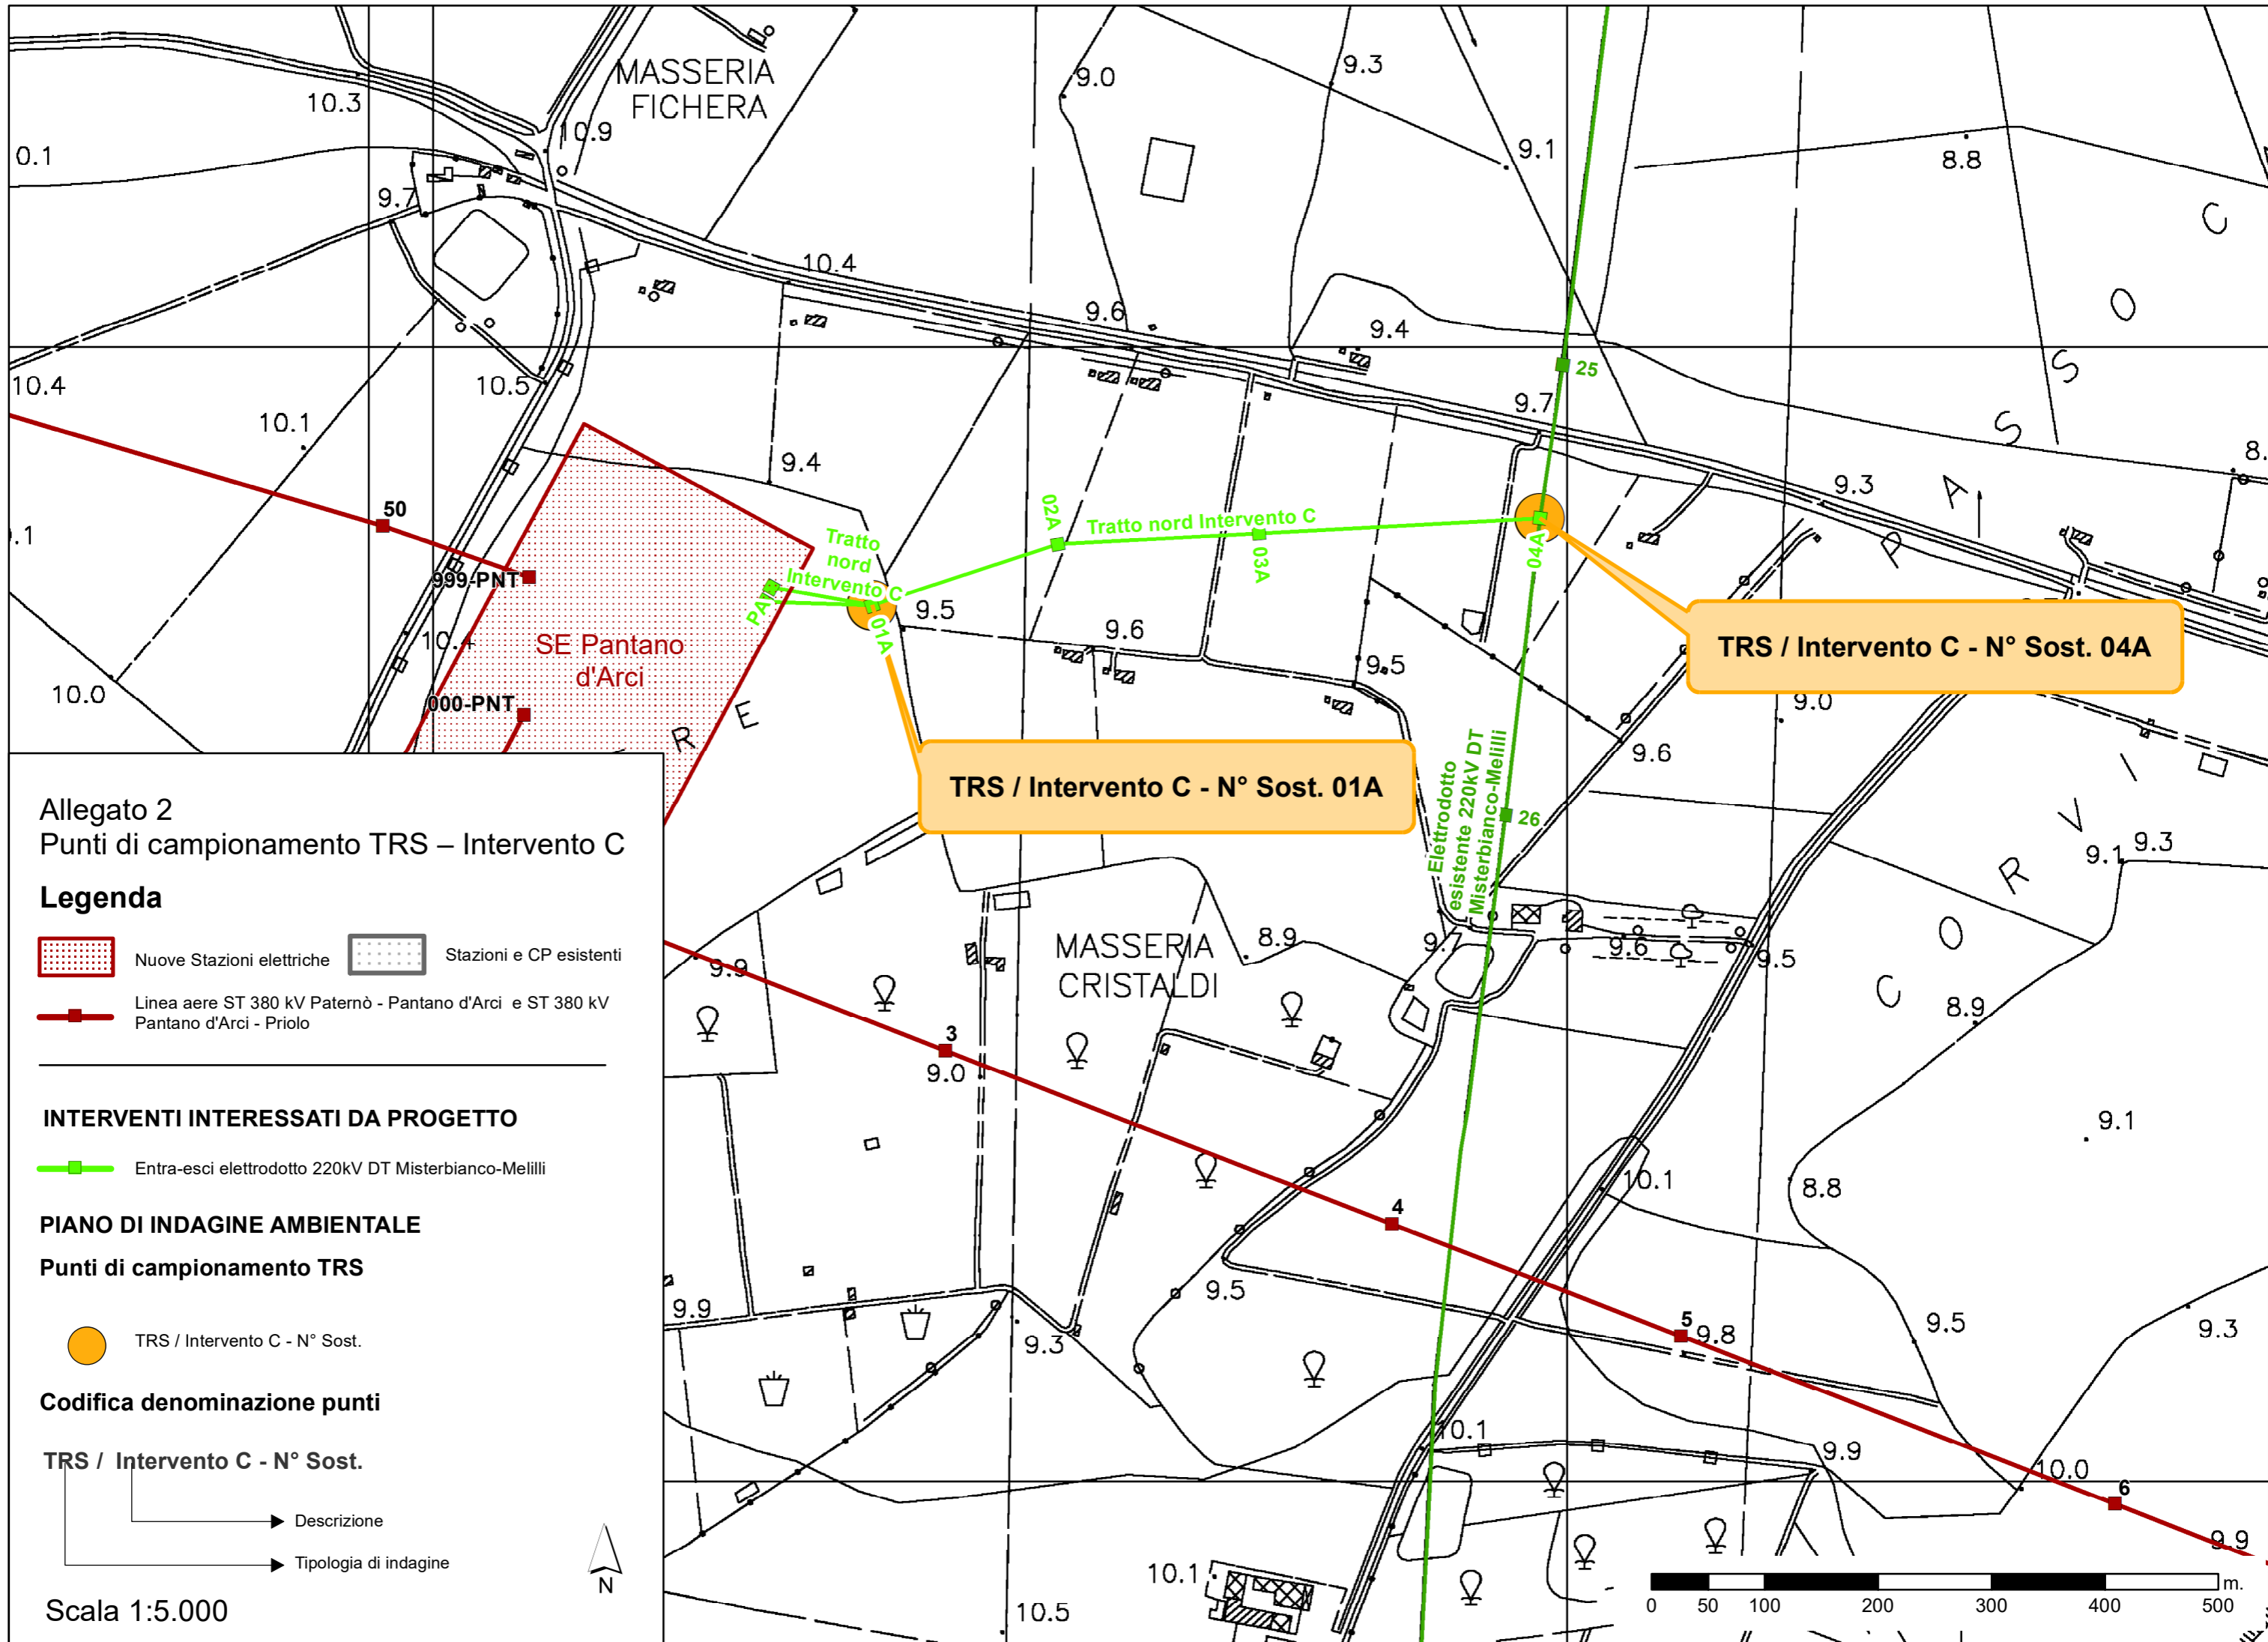 MASSERIA
FICHERA
10.3
10.9
0.1
9.7
9.0
9.3
9.1
8.8
C
O
S
S
A
P
10.4
9.6
9.4
25
9.7
10.4
10.5
10.1
9.4
9.3
8.
50
999-PNT
.1
10.4
10.0
000-PNT
SE Pantano
d'Arci
R E
Tratto
nord
Intervento C
PA
01A
02A
Tratto nord Intervento C
03A
04A
9.5
9.6
9.5
9.0
9.6
TRS / Intervento C - N° Sost. 04A
TRS / Intervento C - N° Sost. 01A
Elettrodotto
esistente 220kV DT
Misterbianco-Melilli
26
I
V
R
O
C
9.1
9.3
MASSERIA
CRISTALDI
8.9
9.9
9.7
9.6
9.5
8.9
3
9.0
9.1
10.1
8.8
4
9.5
5
9.8
9.5
9.3
9.9
9.3
10.1
9.9
10.0
6
9.9
10.1
10.5
Allegato 2
Punti di campionamento TRS – Intervento C
Legenda
Nuove Stazioni elettriche
Stazioni e CP esistenti
Linea aere ST 380 kV Paternò - Pantano d'Arci e ST 380 kV
Pantano d'Arci - Priolo
INTERVENTI INTERESSATI DA PROGETTO
Entra-esci elettrodotto 220kV DT Misterbianco-Melilli
PIANO DI INDAGINE AMBIENTALE
Punti di campionamento TRS
TRS / Intervento C - N° Sost.
Codifica denominazione punti
TRS / Intervento C - N° Sost.
Descrizione
Tipologia di indagine
N
Scala 1:5.000
m.
0 50 100 200 300 400 500